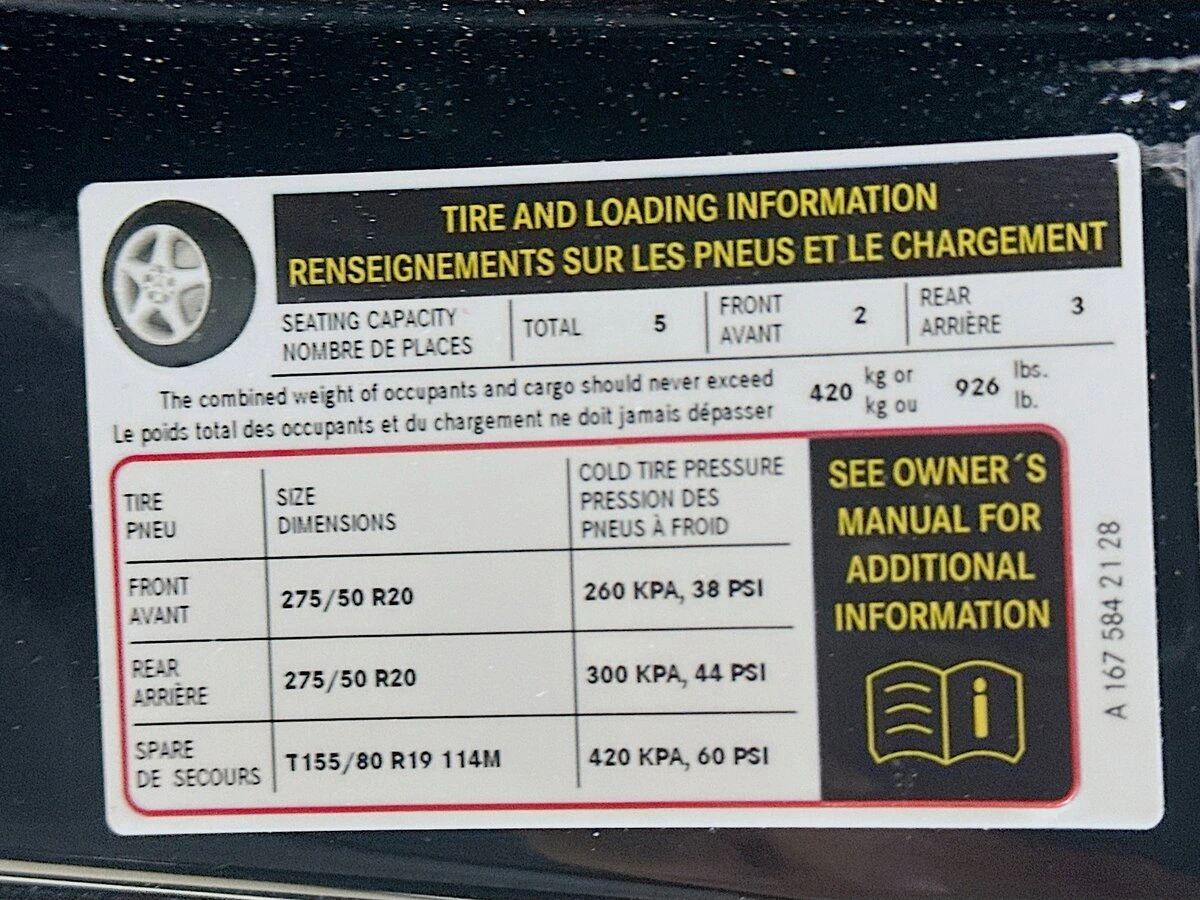 TIRE AND LOADING INFORMATION
RENSEIGNEMENTS SUR LES PNEUS ET LE CHARGEMENT
SEATING CAPACITY
NOMBRE DE PLACES
TOTAL 5
FRONT
AVANT
2
REAR
ARRIÈRE
3
The combined weight of occupants and cargo should never exceed
Le poids total des occupants et du chargement ne doit jamais dépasser
420
kg or
kg ou
926
lbs.
lb.
TIRE
PNEU
SIZE
DIMENSIONS
COLD TIRE PRESSURE
PRESSION DES
PNEUS À FROID
FRONT
AVANT
275/50 R20
260 KPA, 38 PSI
REAR
ARRIÈRE
275/50 R20
300 KPA, 44 PSI
SPARE
DE SECOURS
T155/80 R19 114M
420 KPA, 60 PSI
SEE OWNER´S
MANUAL FOR
ADDITIONAL
INFORMATION
i
A 167 584 21 28